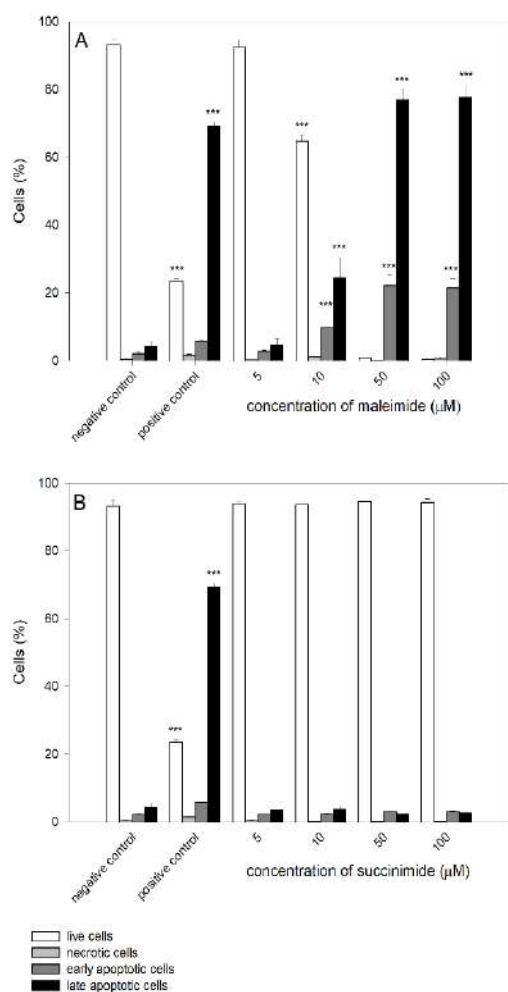 A
100
80
60
40
20
0
Cells (%)
***
***
***
***
***
***
***
***
***
negative control
positive control
5
10
50
100
concentration of maleimide (µM)
B
100
80
60
40
20
0
Cells (%)
***
***
negative control
positive control
5
10
50
100
concentration of succinimide (µM)
live cells
necrotic cells
early apoptotic cells
late apoptotic cells